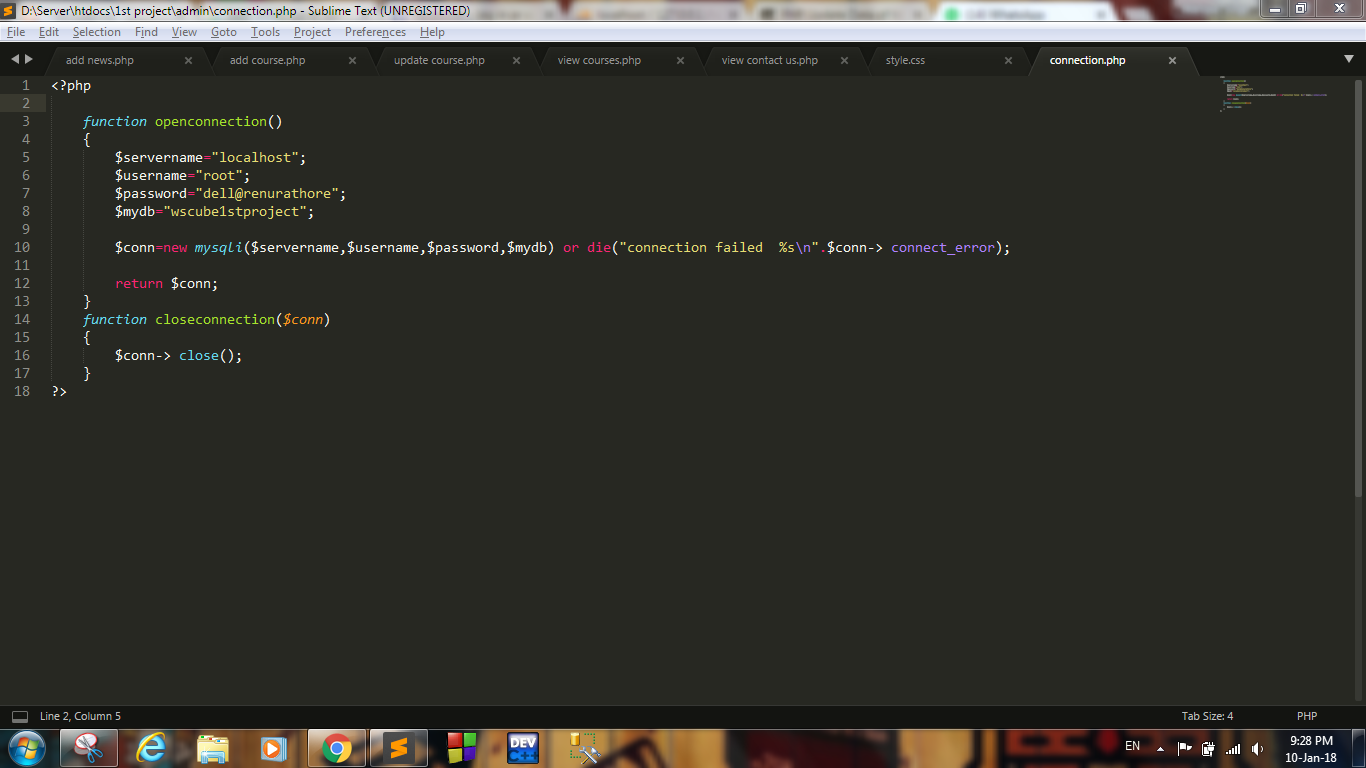 D:\Server\htdocs\1st project\admin\connection.php - Sublime Text (UNREGISTERED)
File Edit Selection Find View Goto Tools Project Preferences Help
add news.php add course.php update course.php view courses.php view contact us.php style.css connection.php
1 <?php
2
3 function openconnection()
4 {
5 $servername="localhost";
6 $username="root";
7 $password="dell@renurathore";
8 $mydb="wscube1stproject";
9
10 $conn=new mysqli($servername,$username,$password,$mydb) or die("connection failed  %s\n".$conn-> connect_error);
11
12 return $conn;
13 }
14 function closeconnection($conn)
15 {
16 $conn-> close();
17 }
18 ?>
Line 2, Column 5 Tab Size: 4 PHP
DEV C++ EN 9:28 PM
10-Jan-18